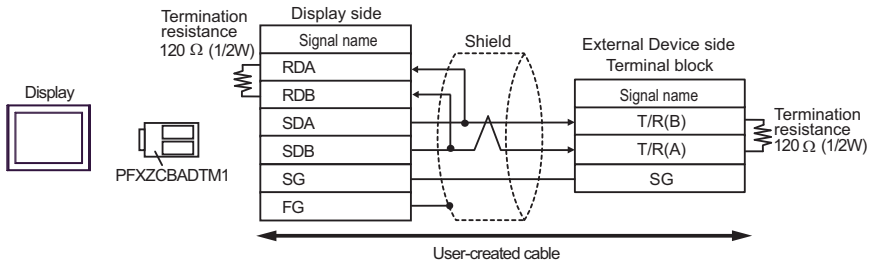 Termination
resistance
120 Ω (1/2W)
Display side
Signal name
RDA
RDB
SDA
SDB
SG
FG
Shield
External Device side
Terminal block
Signal name
T/R(B)
T/R(A)
SG
Termination
resistance
120 Ω (1/2W)
Display
PFXZCBADTM1
User-created cable